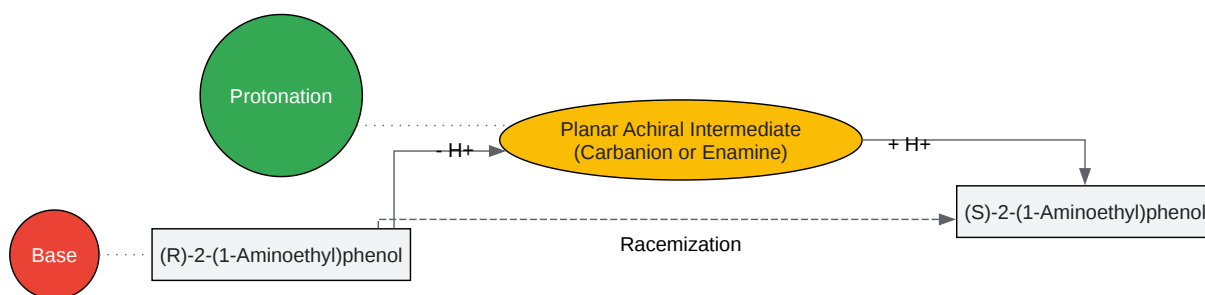 Protonation
Planar Achiral Intermediate
(Carbanion or Enamine)
- H+
+ H+
(S)-2-(1-Aminoethyl)phenol
Base
(R)-2-(1-Aminoethyl)phenol
Racemization